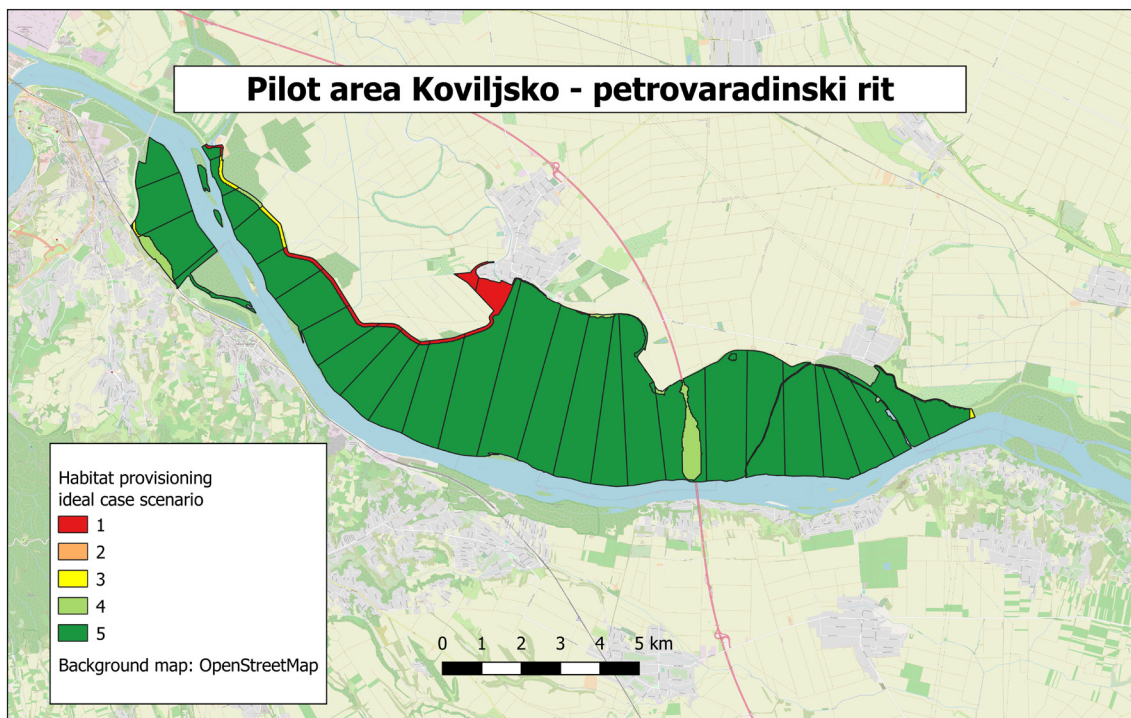 Pilot area Koviljsko - petrovaradinski rit
Habitat provisioning
ideal case scenario
1
2
3
4
5
Background map: OpenStreetMap
0 1 2 3 4 5 km